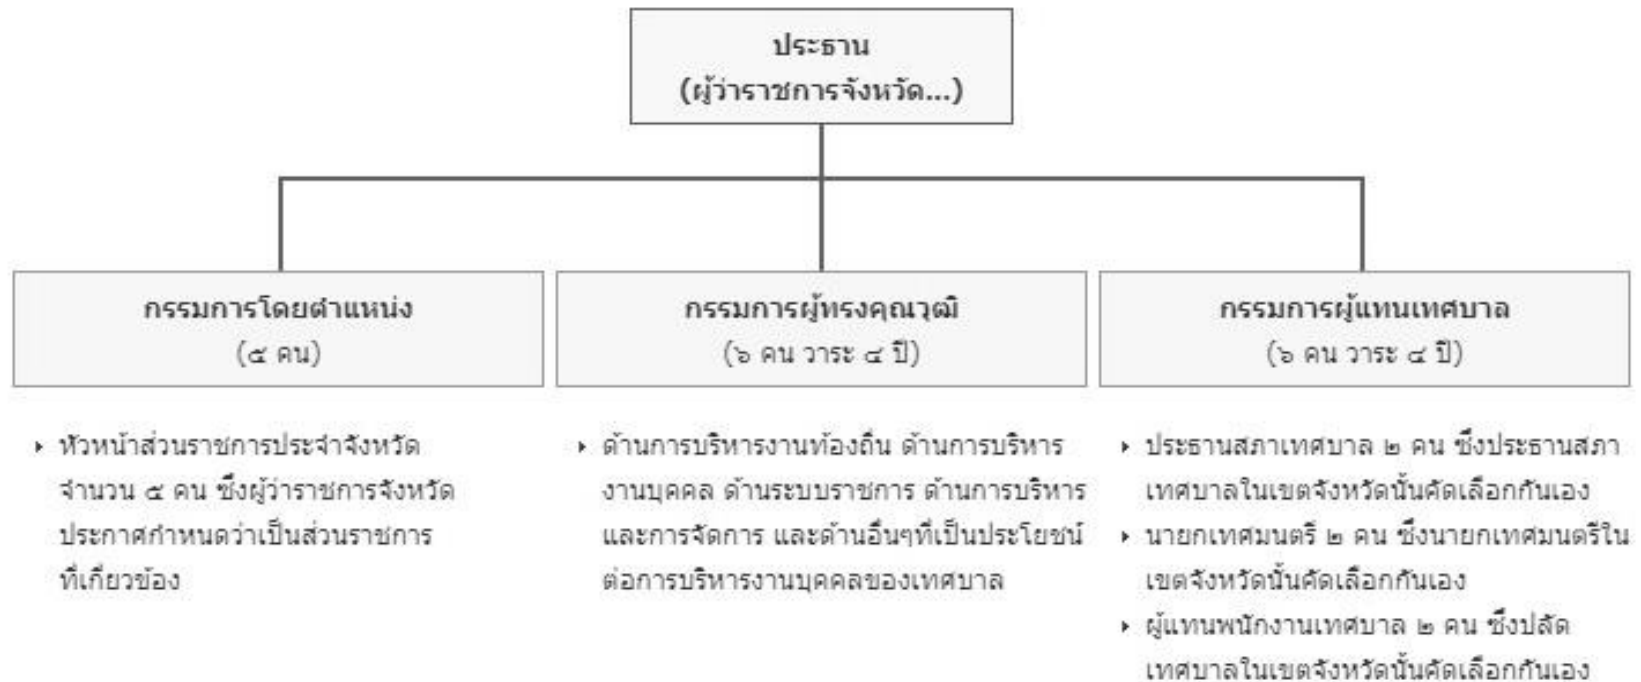 ประธาน
(ผู้ว่าราชการจังหวัด...)
กรรมการโดยตำแหน่ง
(๕ คน)
กรรมการผู้ทรงคุณวุฒิ
(๖ คน วาระ ๔ ปี)
กรรมการผู้แทนเทศบาล
(๖ คน วาระ ๔ ปี)
หัวหน้าส่วนราชการประจำจังหวัด
จำนวน ๕ คน ซึ่งผู้ว่าราชการจังหวัด
ประกาศกำหนดว่าเป็นส่วนราชการ
ที่เกี่ยวข้อง
ด้านการบริหารงานท้องถิ่น ด้านการบริหาร
งานบุคคล ด้านระบบราชการ ด้านการบริหาร
และการจัดการ และด้านอื่นๆที่เป็นประโยชน์
ต่อการบริหารงานบุคคลของเทศบาล
ประธานสภาเทศบาล ๒ คน ซึ่งประธานสภา
เทศบาลในเขตจังหวัดนั้นคัดเลือกกันเอง
นายกเทศมนตรี ๒ คน ซึ่งนายกเทศมนตรีใน
เขตจังหวัดนั้นคัดเลือกกันเอง
ผู้แทนพนักงานเทศบาล ๒ คน ซึ่งปลัด
เทศบาลในเขตจังหวัดนั้นคัดเลือกกันเอง